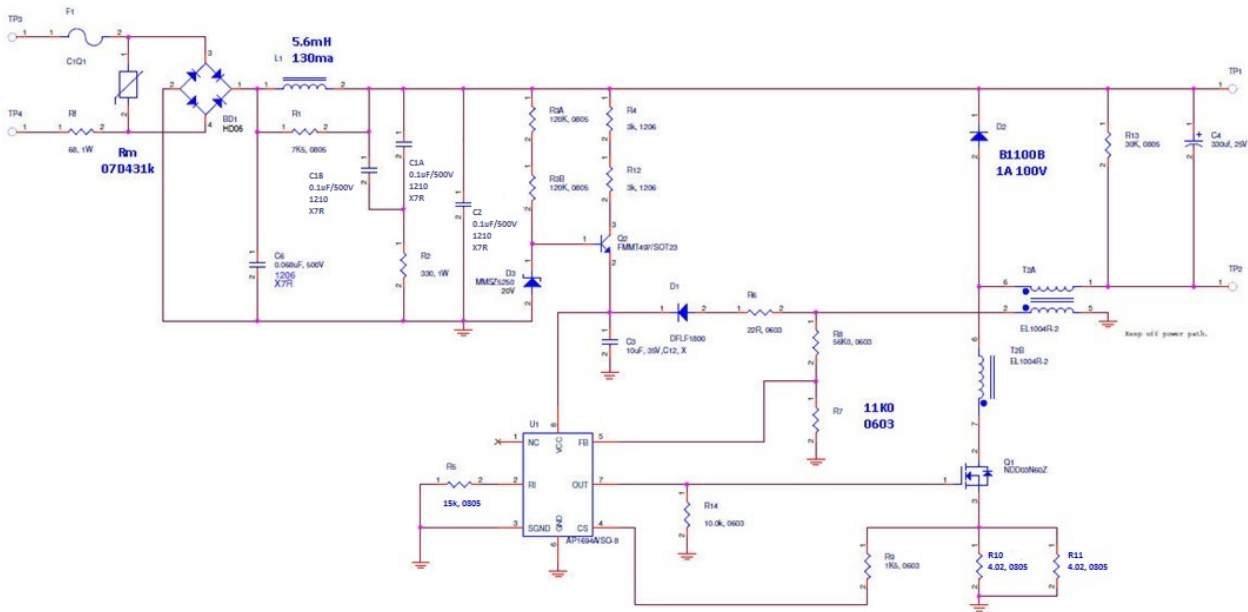 TP3
F1
5.6mH
130ma
L1
C1Q1
BD1
HD05
TP4
Rf
68, 1W
Rm
07D431k
R1
7K5, 0805
C1B
0.1uF/500V
1210
X7R
C1A
0.1uF/500V
1210
X7R
C2
0.1uF/500V
1210
X7R
C6
0.068uF, 500V
1206
X7R
R2
330, 1W
R3A
120K, 0805
R3B
120K, 0805
R4
3k, 1206
R12
3k, 1206
Q2
FMMT497/SOT23
D3
MMSZ5250
20V
D2
B1100B
1A 100V
R13
30K, 0805
C4
330uf, 25V
TP1
TP2
T2A
EL1004R-2
Keep off power path.
T2B
EL1004R-2
D1
DFLF1800
R6
22R, 0603
C3
10uF, 35V,C12, X
R8
56K0, 0603
R7
11K0
0603
U1
NC
RI
SGND
VCC
GND
FB
OUT
CS
AP1694A/SO-8
R5
15k, 0805
R14
10.0k, 0603
Q1
NDD03N60Z
R9
1K5, 0603
R10
4.02, 0805
R11
4.02, 0805